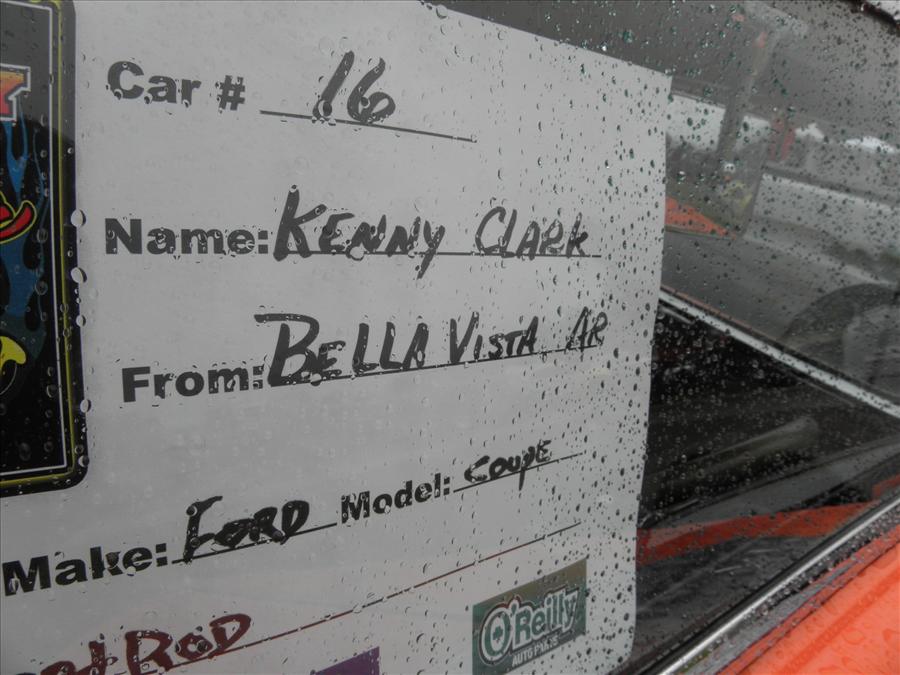 Car # 16
Name: KENNY CLARK
From: BELLA VISTA, AR
Make: FORD Model: COUPE
ROD
O'Reilly
AUTO PARTS